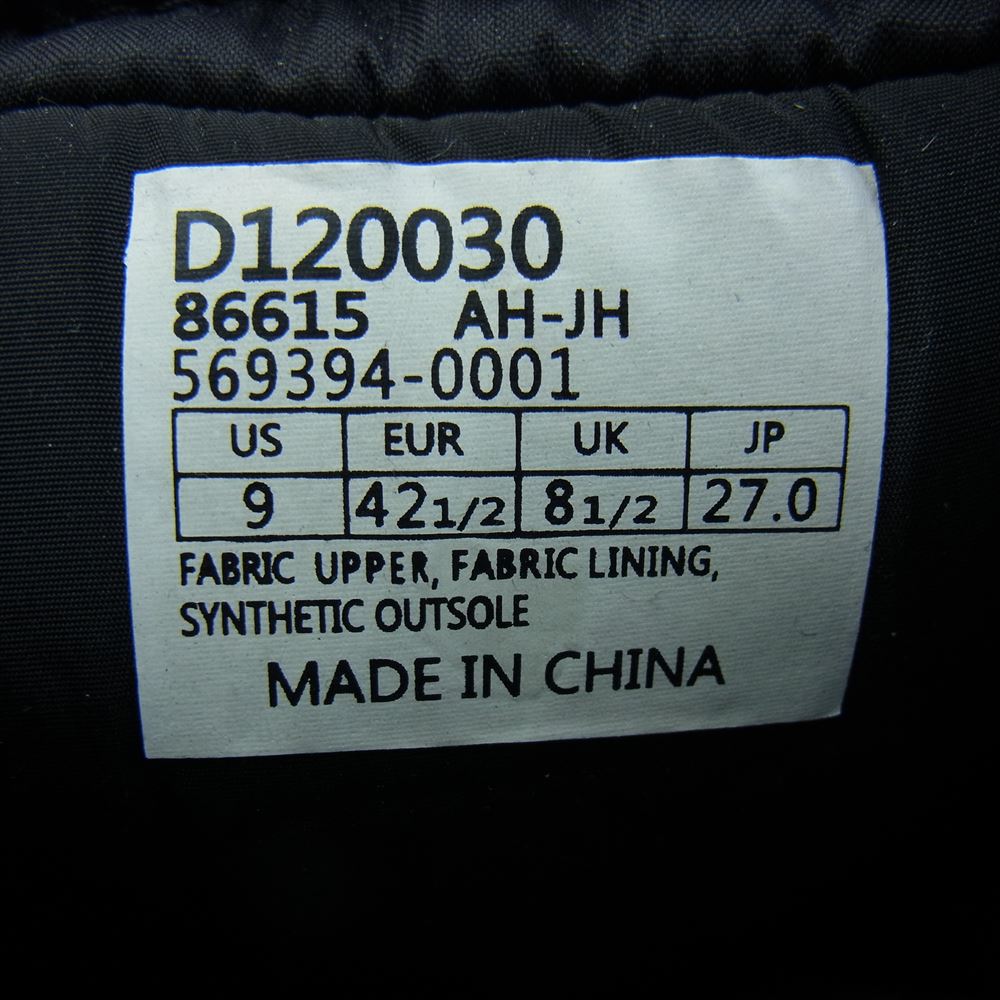 D120030
86615 AH-JH
569394-0001
US EUR UK JP
9 42 1/2 8 1/2 27.0
FABRIC UPPER, FABRIC LINING,
SYNTHETIC OUTSOLE
MADE IN CHINA